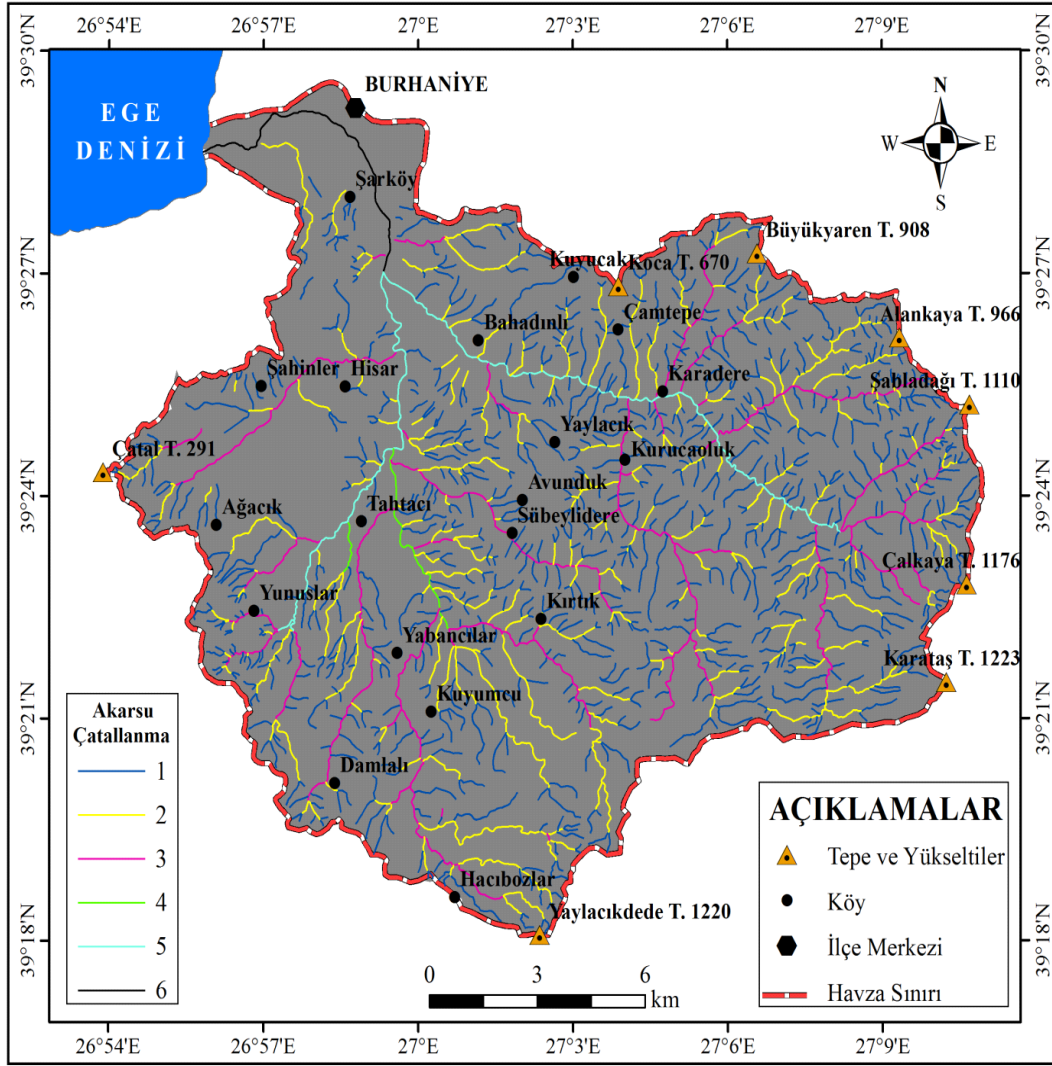 26°54'E 26°57'E 27°0'E 27°3'E 27°6'E 27°9'E
39°30'N 39°30'N
BURHANİYE
EGE
DENİZİ
N
W E
S
Şarköy
Büyükyaren T. 908
39°27'N 39°27'N
Kuyucak Koca T. 670
Çamtepe
Bahadınlı
Alankaya T. 966
Şahinler Hisar
Karadere
Sabladağı T. 1110
Yaylacık
Kurucaoluk
Çatal T. 291
39°24'N 39°24'N
Avunduk
Ağacık
Tahtacı
Sübeylidere
Çalkaya T. 1176
Yunuslar
Kırtık
Yabancılar
Karataş T. 1223
39°21'N 39°21'N
Kuyumcu
Damlalı
Hacıbozlar
Yaylacıkdede T. 1220
39°18'N 39°18'N
Akarsu
Çatallanma
1
2
3
4
5
6
0 3 6
km
AÇIKLAMALAR
Tepe ve Yükseltiler
Köy
İlçe Merkezi
Havza Sınırı
26°54'E 26°57'E 27°0'E 27°3'E 27°6'E 27°9'E